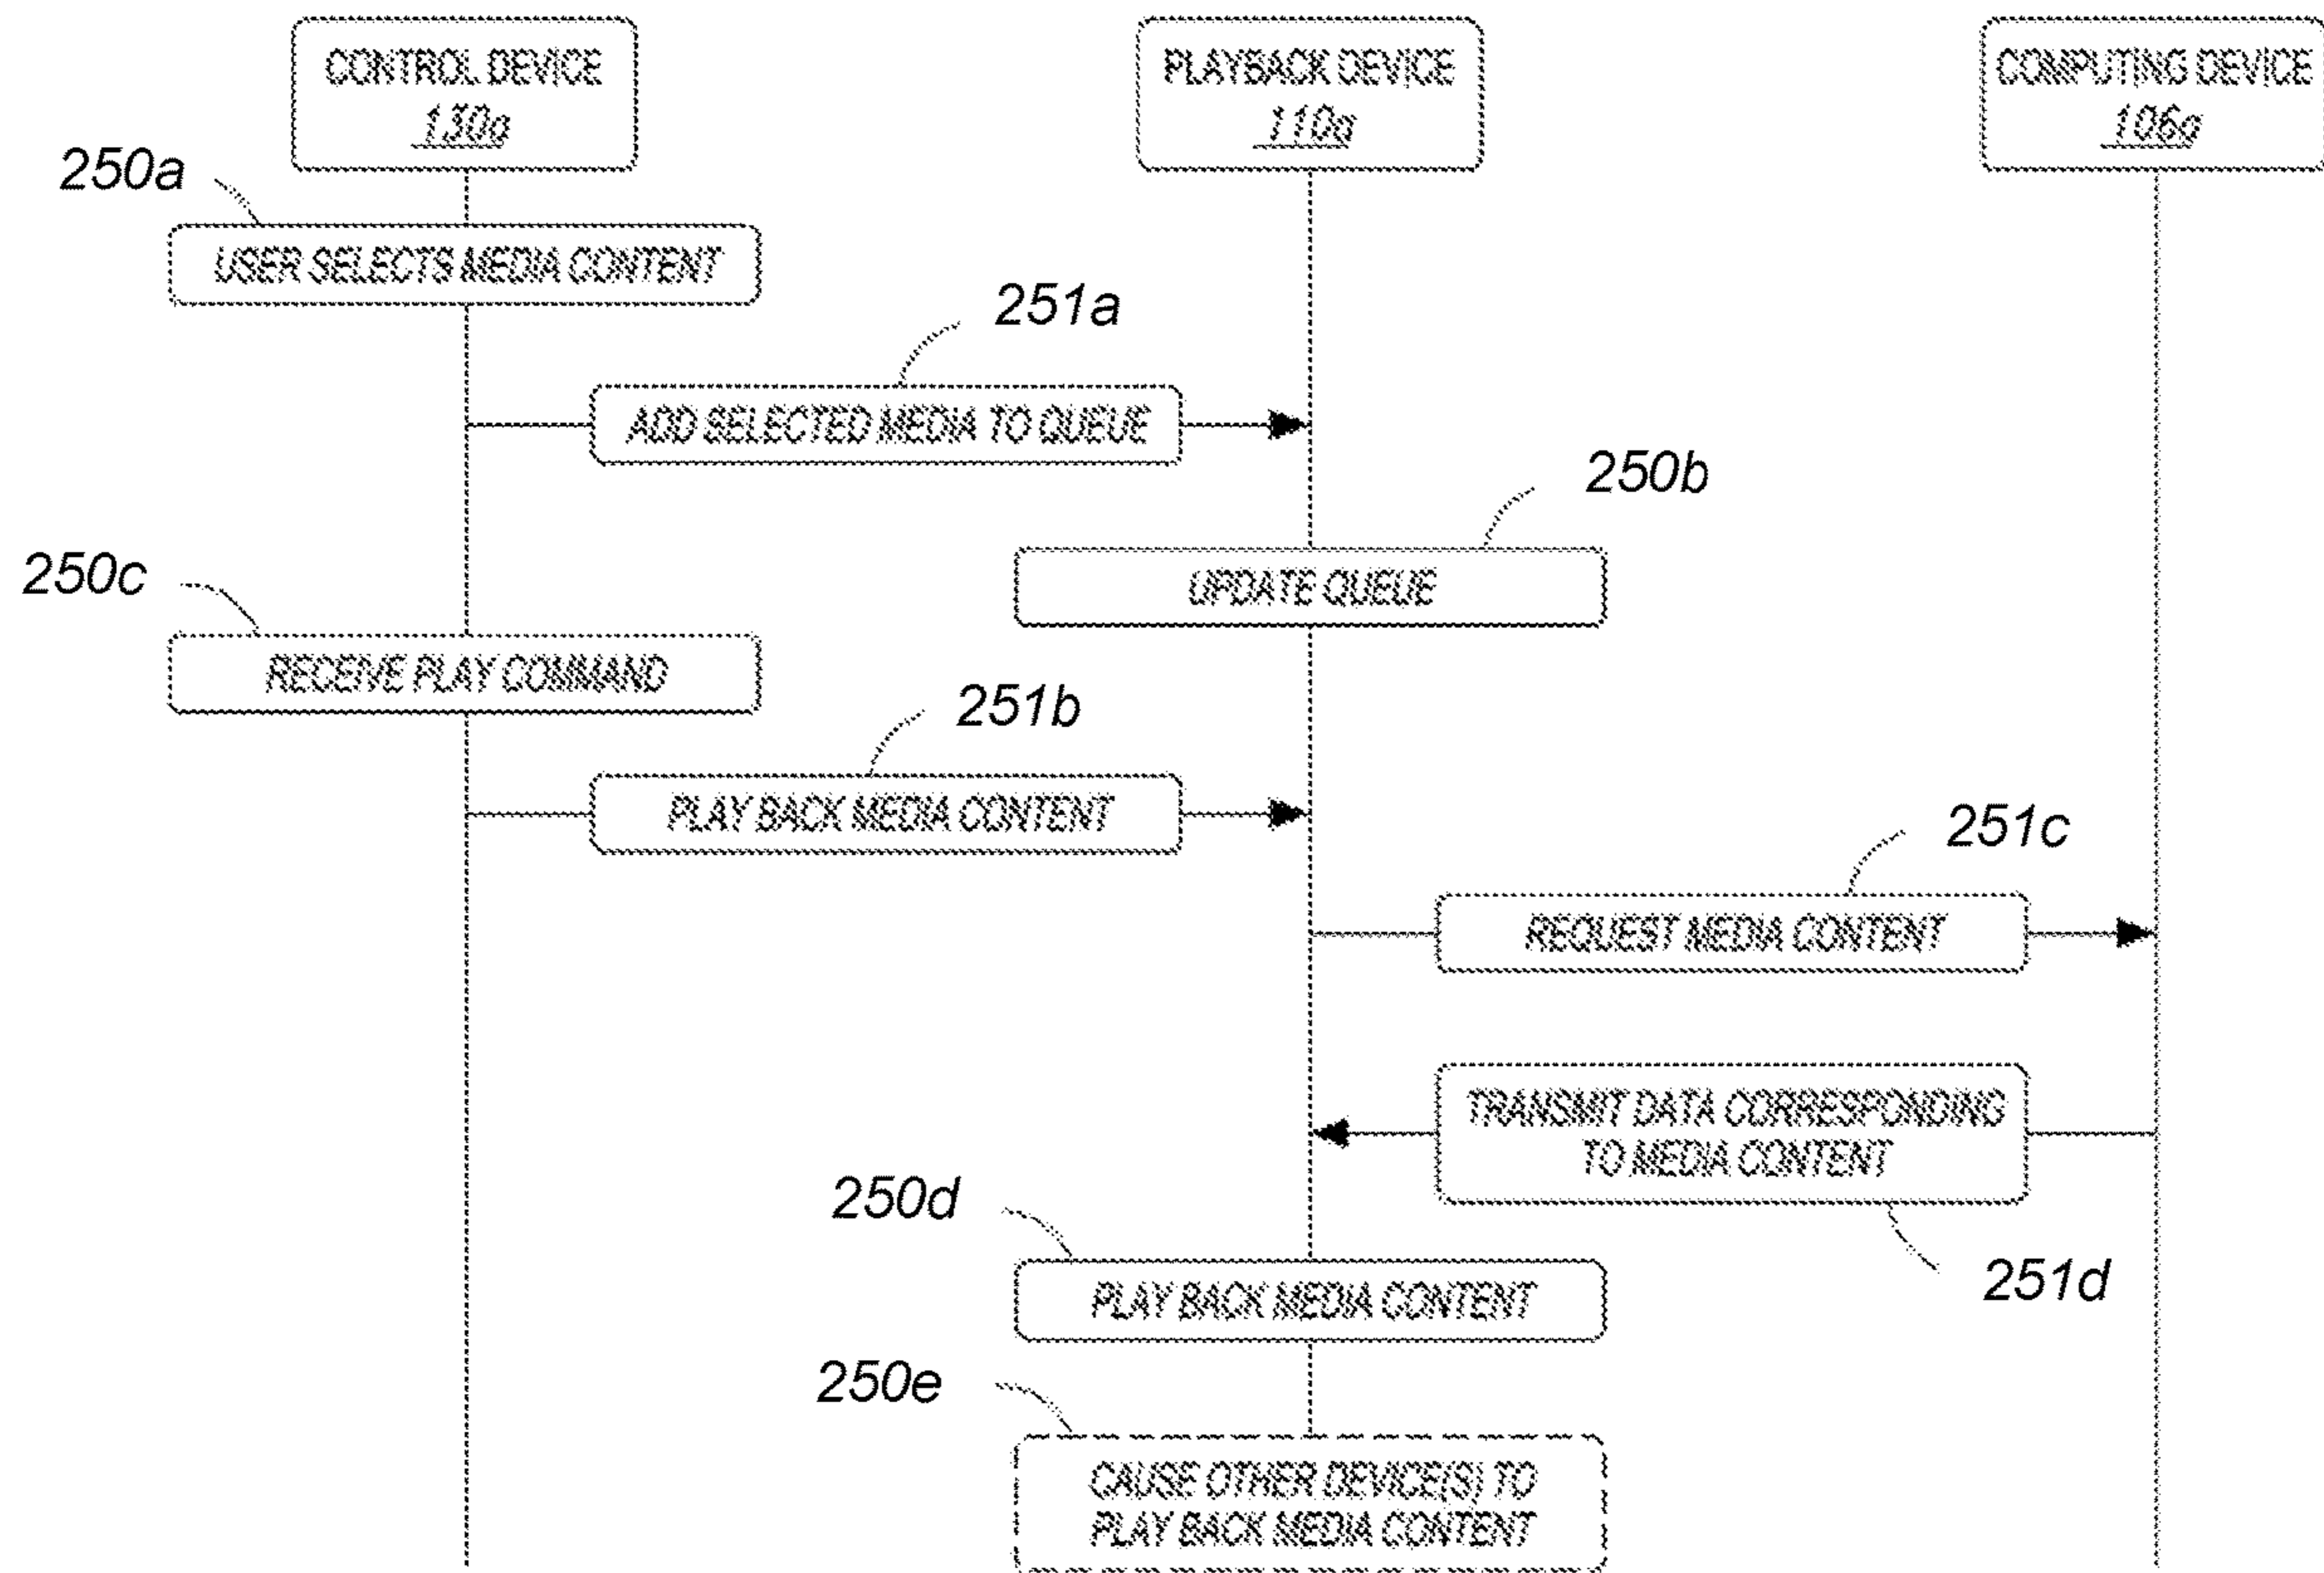 CONTROL DEVICE
130a
PLAYBACK DEVICE
110a
COMPUTING DEVICE
106a
250a
USER SELECTS MEDIA CONTENT
251a
ADD SELECTED MEDIA TO QUEUE
250b
UPDATE QUEUE
250c
RECEIVE PLAY COMMAND
251b
PLAY BACK MEDIA CONTENT
251c
REQUEST MEDIA CONTENT
TRANSMIT DATA CORRESPONDING
TO MEDIA CONTENT
251d
250d
PLAY BACK MEDIA CONTENT
250e
CAUSE OTHER DEVICE(S) TO
PLAY BACK MEDIA CONTENT